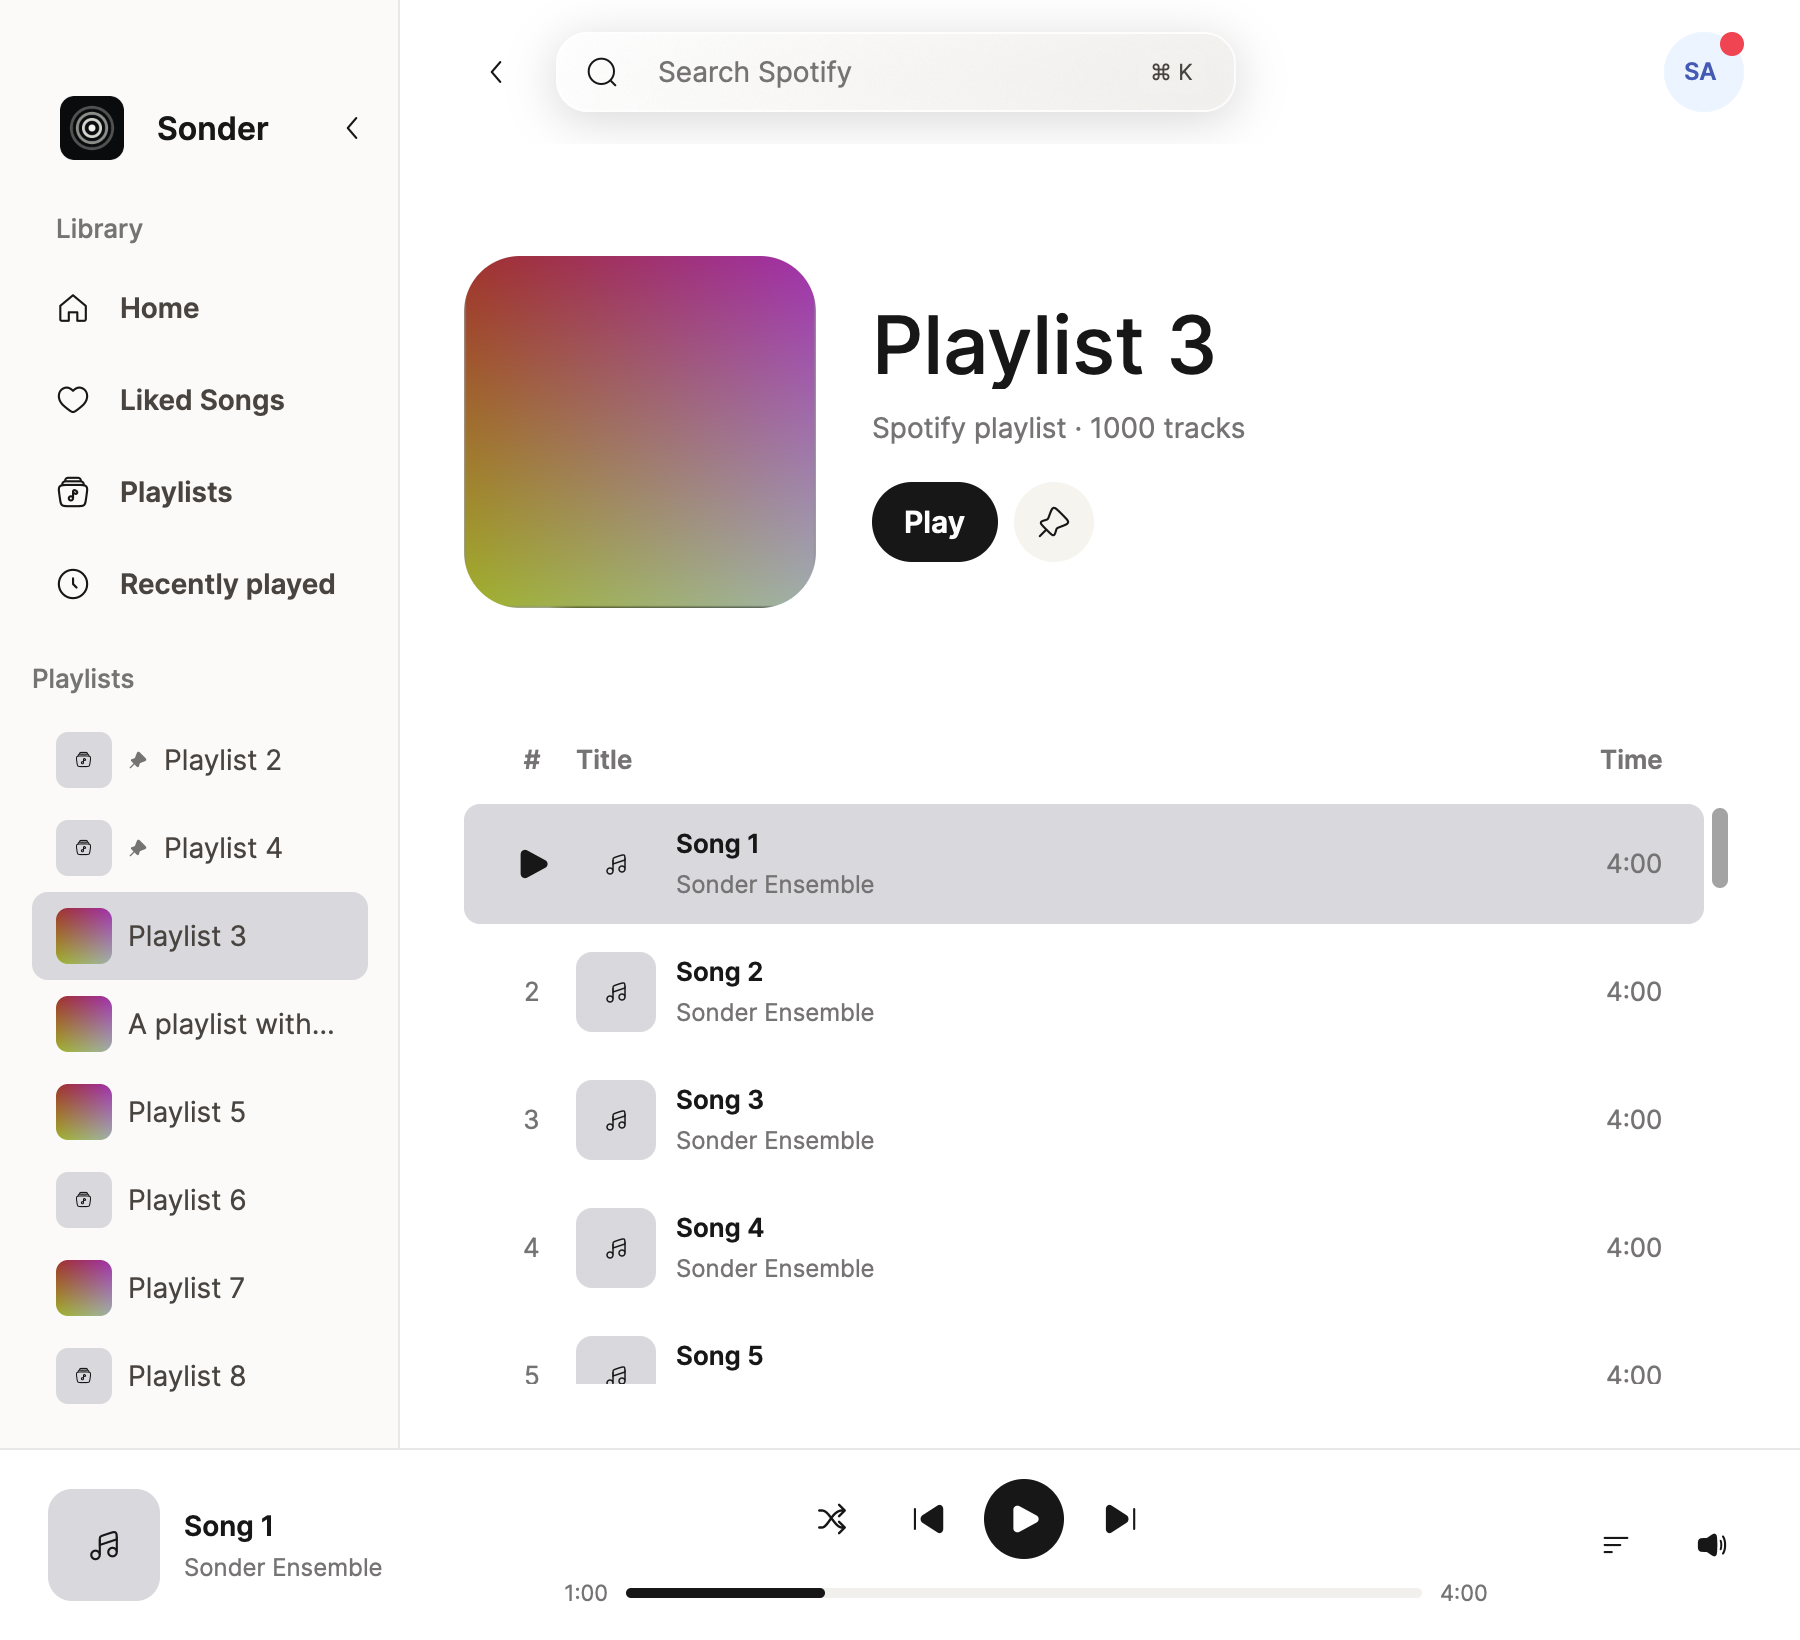 Sonder
Library
Home
Liked Songs
Playlists
Recently played
Playlists
Playlist 2
Playlist 4
Playlist 3
A playlist with...
Playlist 5
Playlist 6
Playlist 7
Playlist 8
Search Spotify ⌘ K
SA
Playlist 3
Spotify playlist · 1000 tracks
Play
# Title Time
Song 1
Sonder Ensemble
4:00
2
Song 2
Sonder Ensemble
4:00
3
Song 3
Sonder Ensemble
4:00
4
Song 4
Sonder Ensemble
4:00
5
Song 5
4:00
Song 1
Sonder Ensemble
1:00
4:00